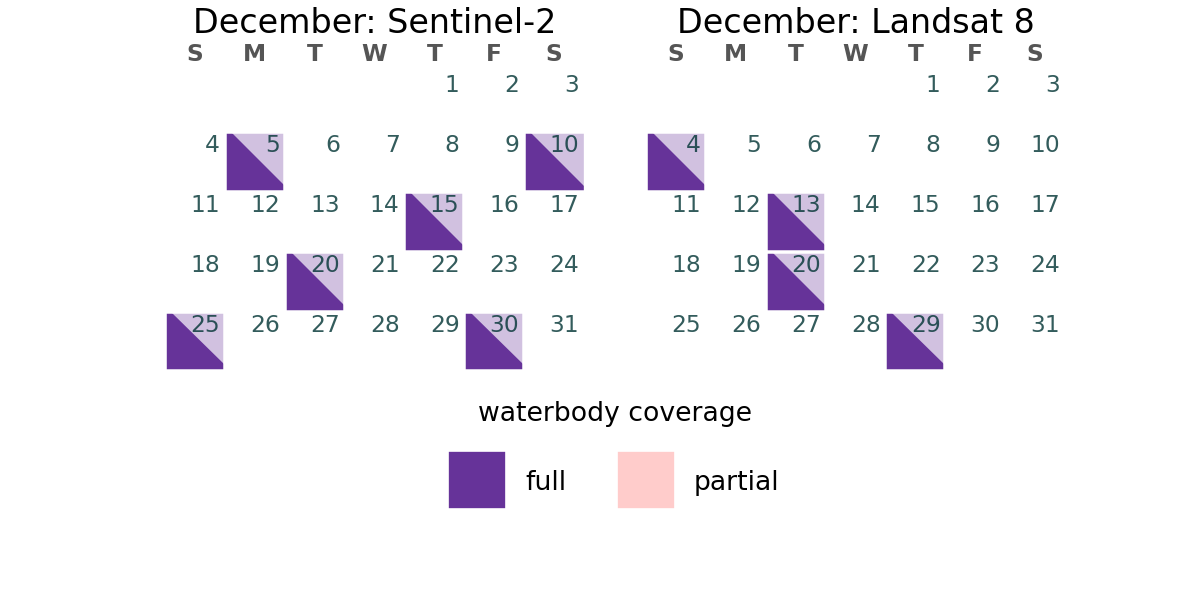 December: Sentinel-2
S M T W T F S
1 2 3
4 5 6 7 8 9 10
11 12 13 14 15 16 17
18 19 20 21 22 23 24
25 26 27 28 29 30 31
December: Landsat 8
S M T W T F S
1 2 3
4 5 6 7 8 9 10
11 12 13 14 15 16 17
18 19 20 21 22 23 24
25 26 27 28 29 30 31
waterbody coverage
full
partial